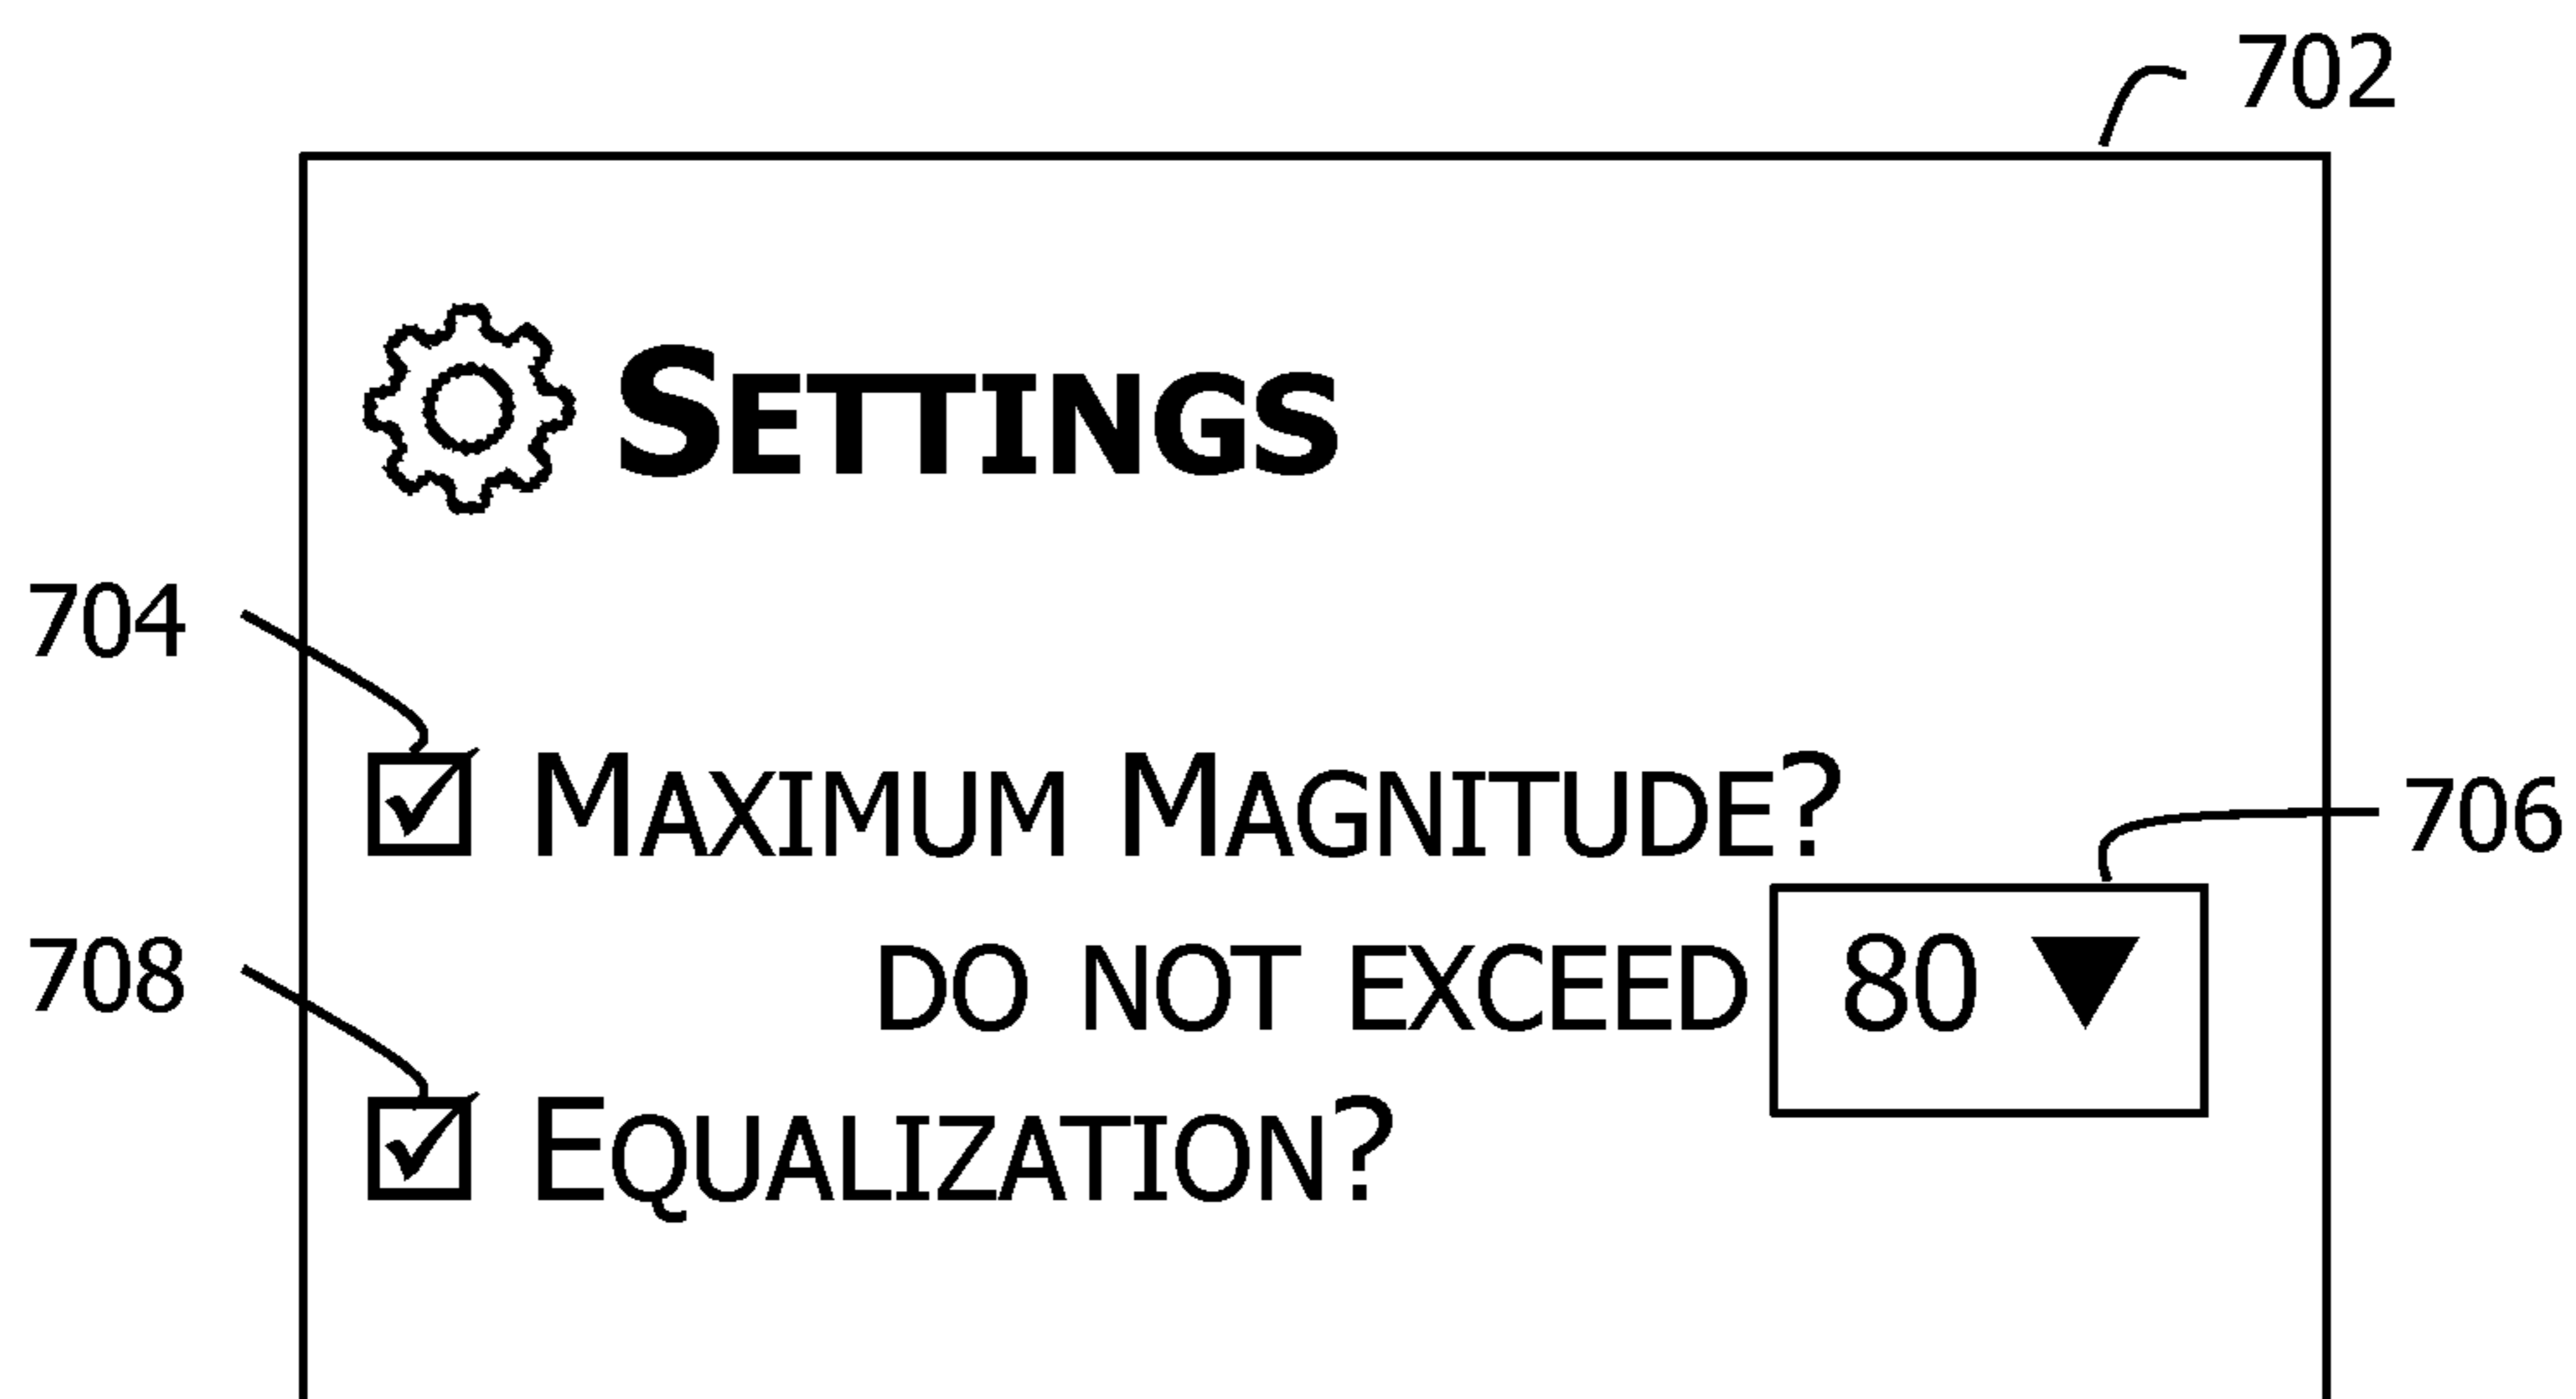 702
SETTINGS
704
MAXIMUM MAGNITUDE?
706
DO NOT EXCEED 80
708
EQUALIZATION?